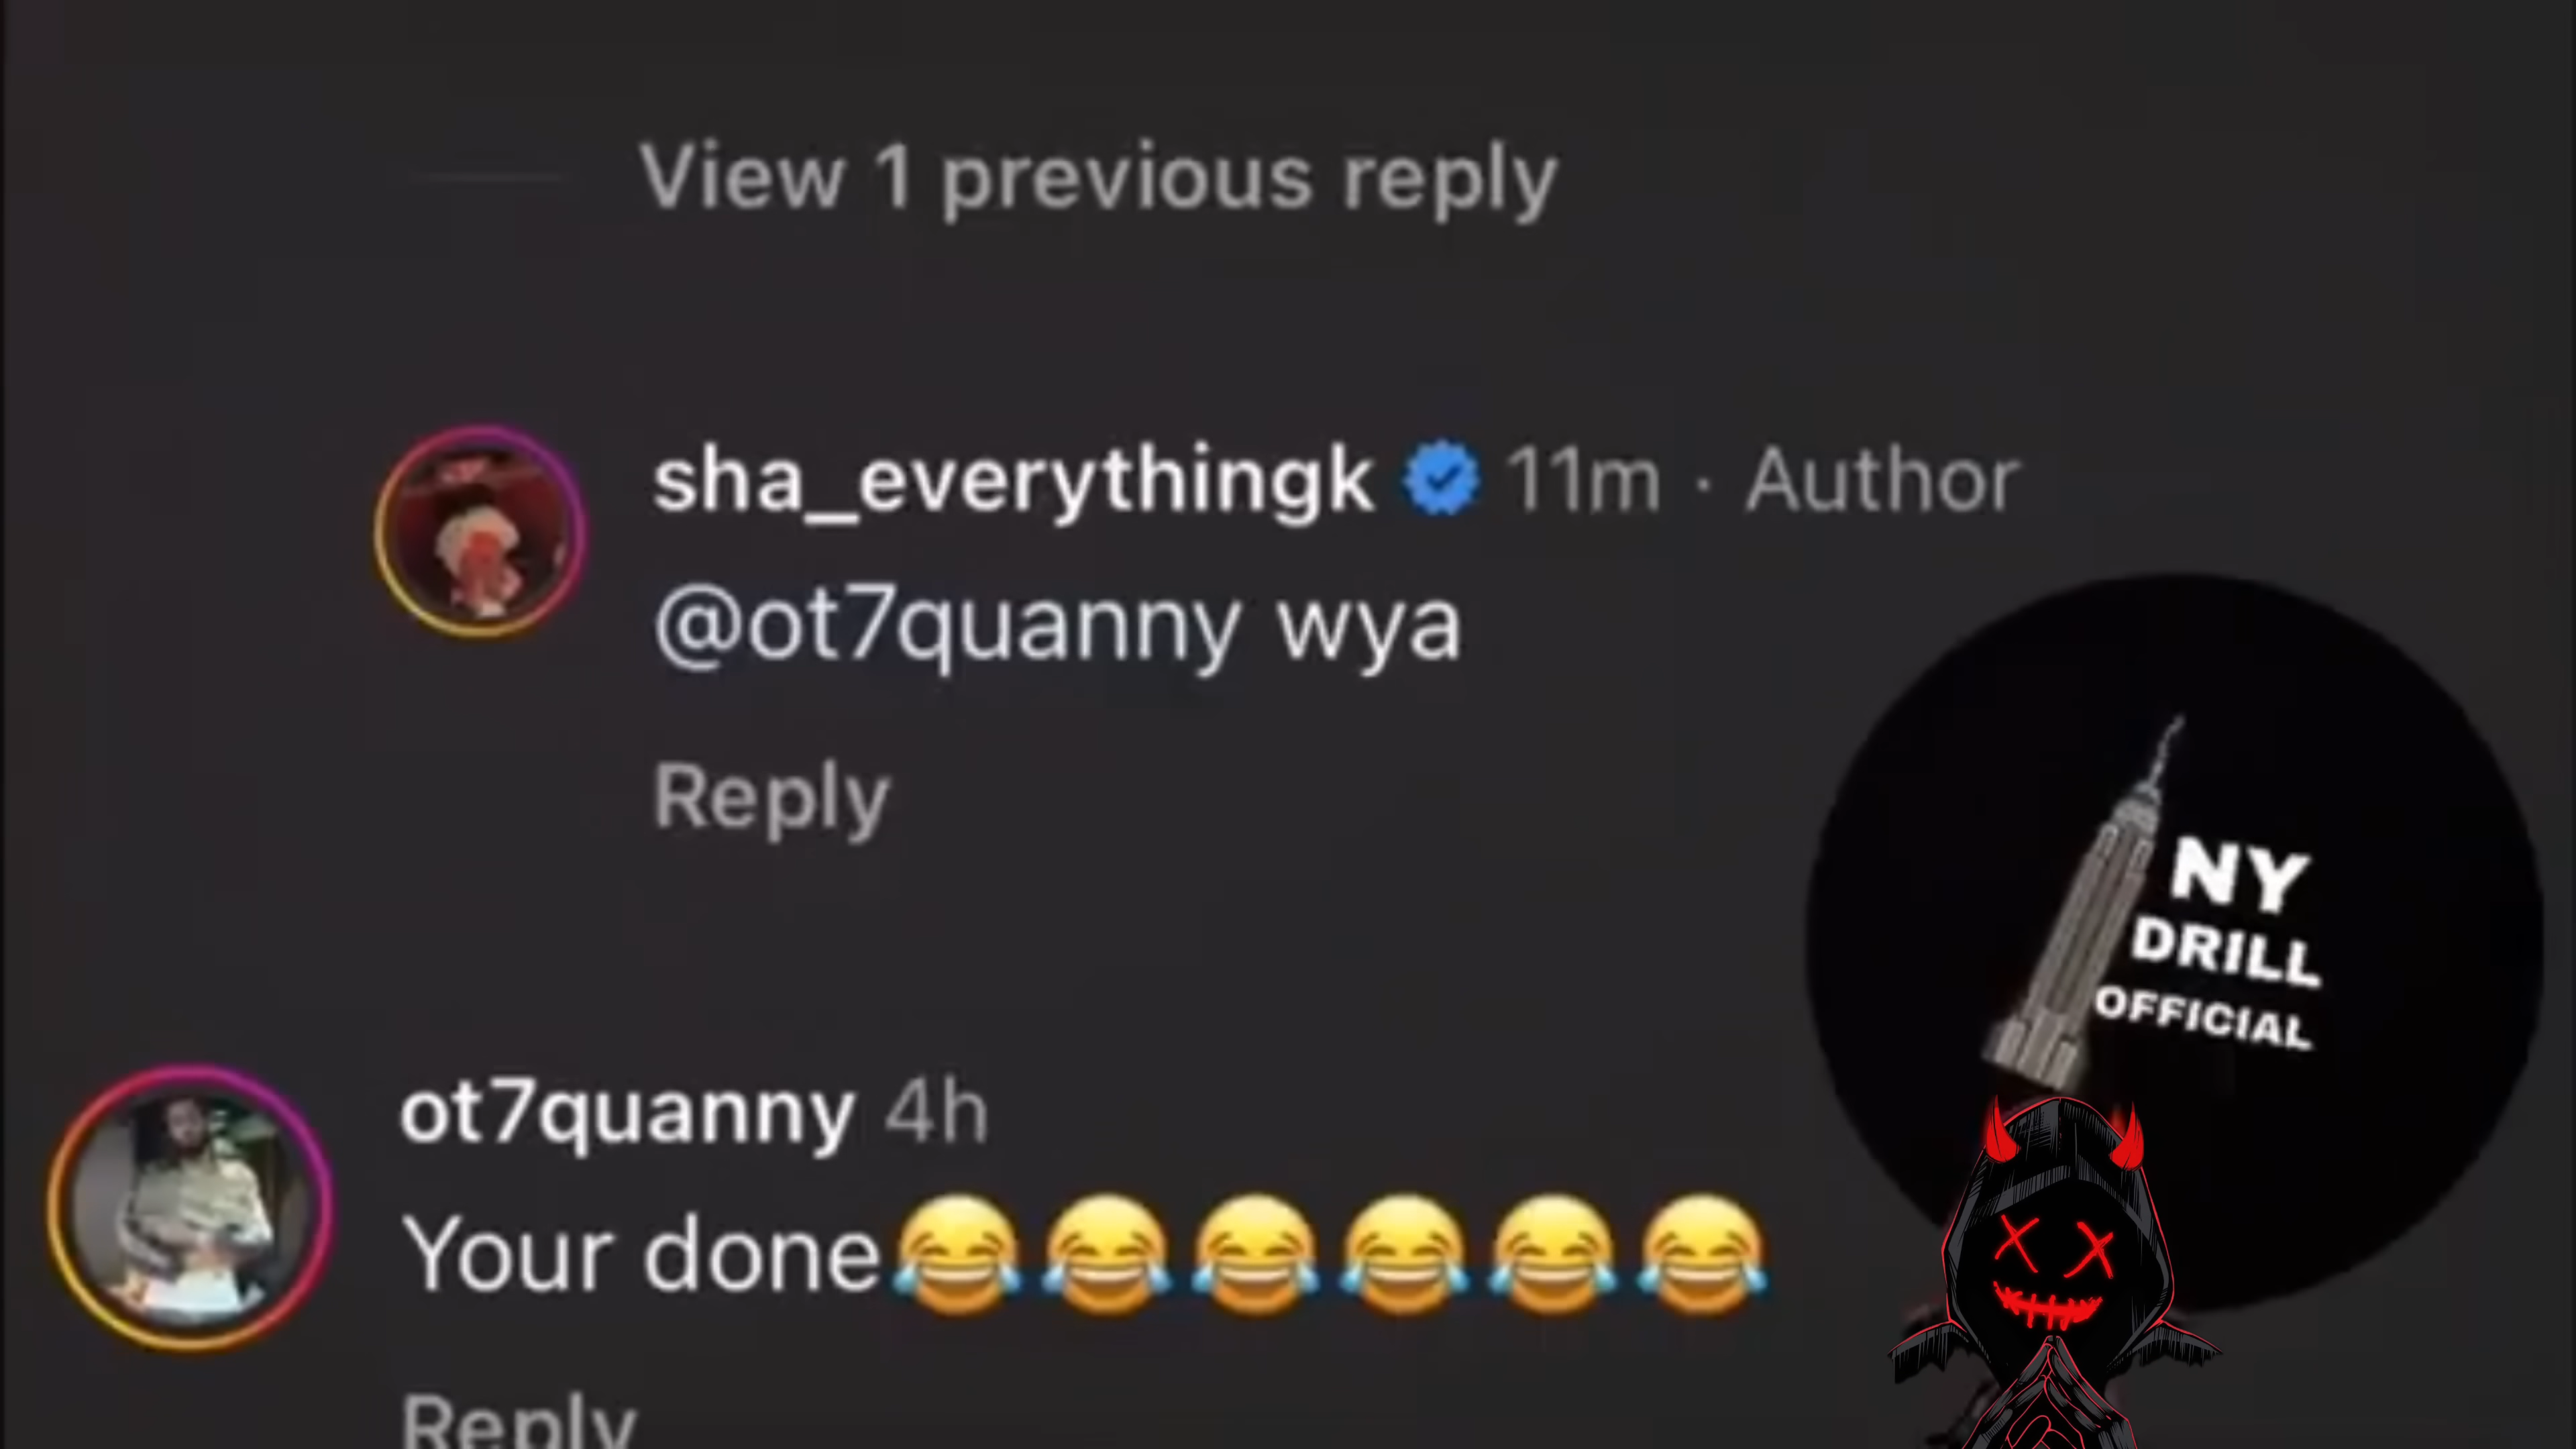 View 1 previous reply
sha_everythingk 11m · Author
@ot7quanny wya
Reply
NY
DRILL
OFFICIAL
ot7quanny 4h
Your done😂😂😂😂😂😂
Reply